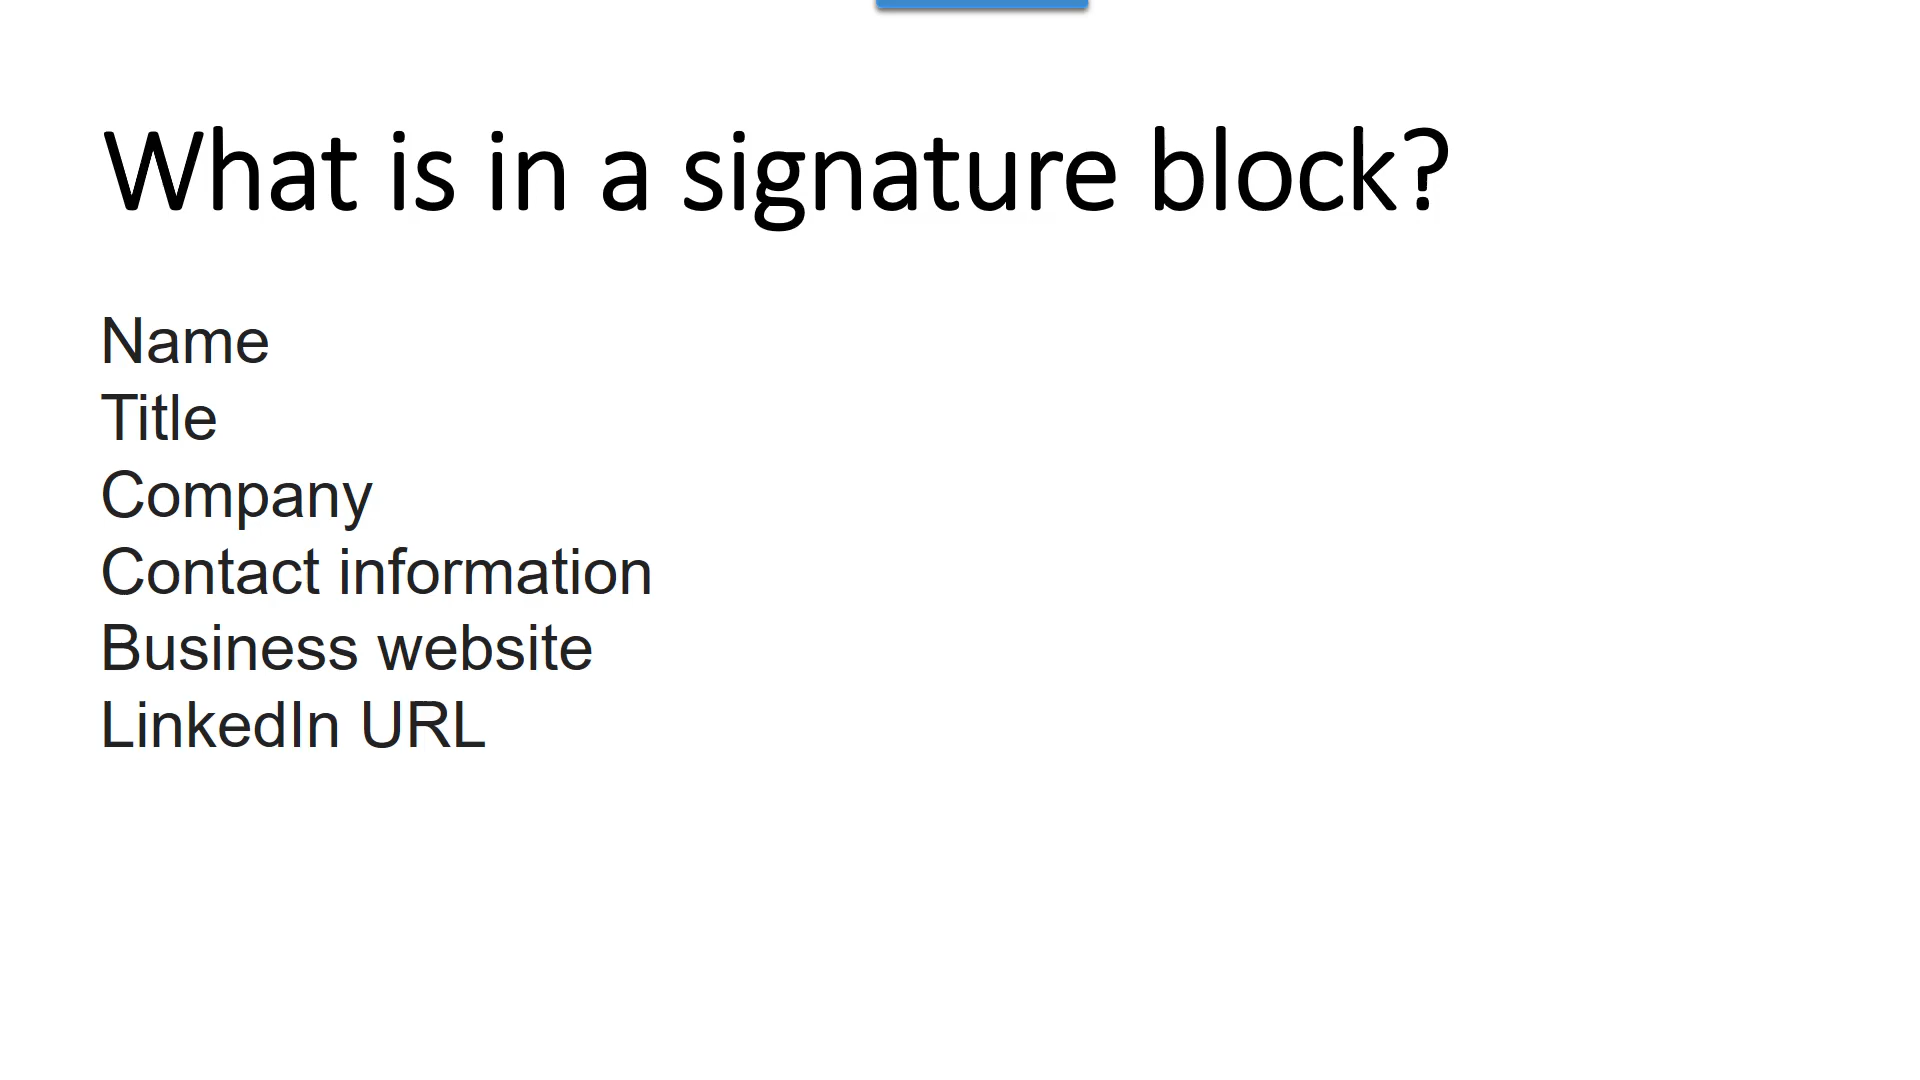 What is in a signature block?
Name
Title
Company
Contact information
Business website
LinkedIn URL